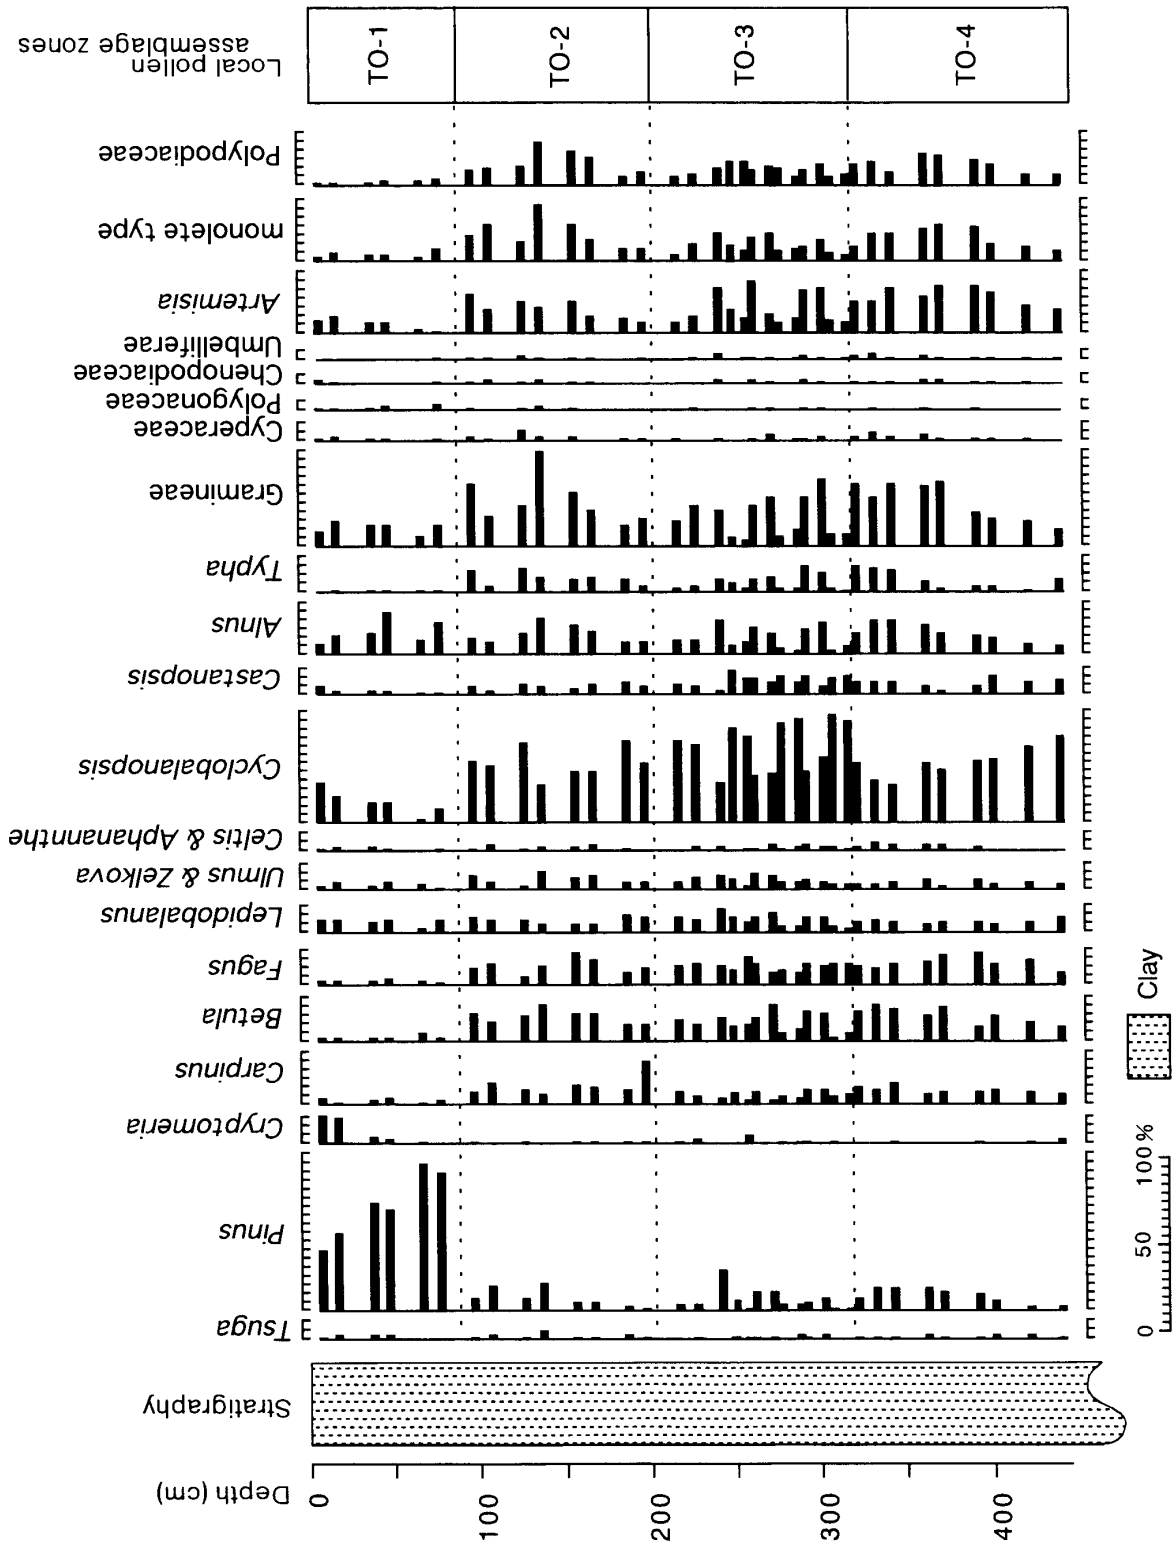 Depth (cm)
Stratigraphy
Tsuga
Pinus
Cryptomeria
Carpinus
Betula
Fagus
Lepidobalanus
Ulmus & Zelkova
Celtis & Aphanannthe
Cyclobalanopsis
Castanopsis
Alnus
Typha
Gramineae
Cyperaceae
Polygonaceae
Chenopodiaceae
Umbelliferae
Artemisia
monolete type
Polypodiaceae
Local pollen
assemblage zones
0
100
200
300
400
TO-1
TO-2
TO-3
TO-4
0 50 100%
Clay